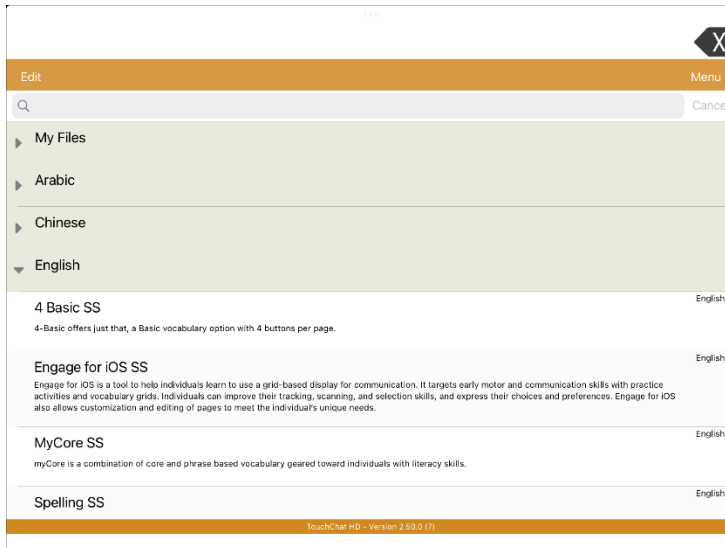 X
Edit
Menu
Cance
My Files
Arabic
Chinese
English
4 Basic SS
English
4-Basic offers just that, a Basic vocabulary option with 4 buttons per page.
Engage for iOS SS
English
Engage for iOS is a tool to help individuals learn to use a grid-based display for communication. It targets early motor and communication skills with practice
activities and vocabulary grids. Individuals can improve their tracking, scanning, and selection skills, and express their choices and preferences. Engage for iOS
also allows customization and editing of pages to meet the individual's unique needs.
MyCore SS
English
myCore is a combination of core and phrase based vocabulary geared toward individuals with literacy skills.
Spelling SS
English
TouchChat HD - Version 2.50.0 (7)